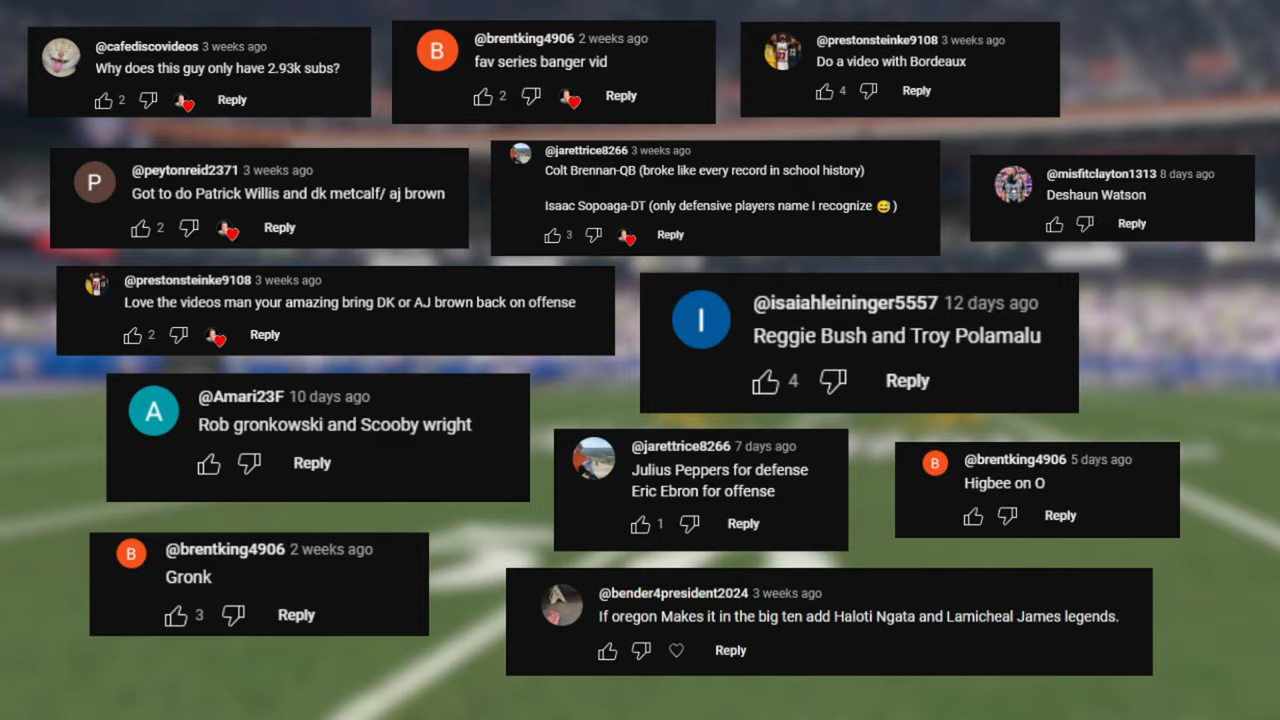 @cafediscovideos 3 weeks ago
Why does this guy only have 2.93k subs?
2 Reply
B
@brentking4906 2 weeks ago
fav series banger vid
2 Reply
@prestonsteinke9108 3 weeks ago
Do a video with Bordeaux
4 Reply
P
@peytonreid2371 3 weeks ago
Got to do Patrick Willis and dk metcalf/ aj brown
2 Reply
@jarettrice8266 3 weeks ago
Colt Brennan-QB (broke like every record in school history)
Isaac Sopoaga-DT (only defensive players name I recognize 😅)
3 Reply
@misfitclayton1313 8 days ago
Deshaun Watson
Reply
@prestonsteinke9108 3 weeks ago
Love the videos man your amazing bring DK or AJ brown back on offense
2 Reply
I
@isaiahleininger5557 12 days ago
Reggie Bush and Troy Polamalu
4 Reply
A
@Amari23F 10 days ago
Rob gronkowski and Scooby wright
Reply
@jarettrice8266 7 days ago
Julius Peppers for defense
Eric Ebron for offense
1 Reply
B
@brentking4906 5 days ago
Higbee on O
Reply
B
@brentking4906 2 weeks ago
Gronk
3 Reply
@bender4president2024 3 weeks ago
If oregon Makes it in the big ten add Haloti Ngata and Lamicheal James legends.
Reply